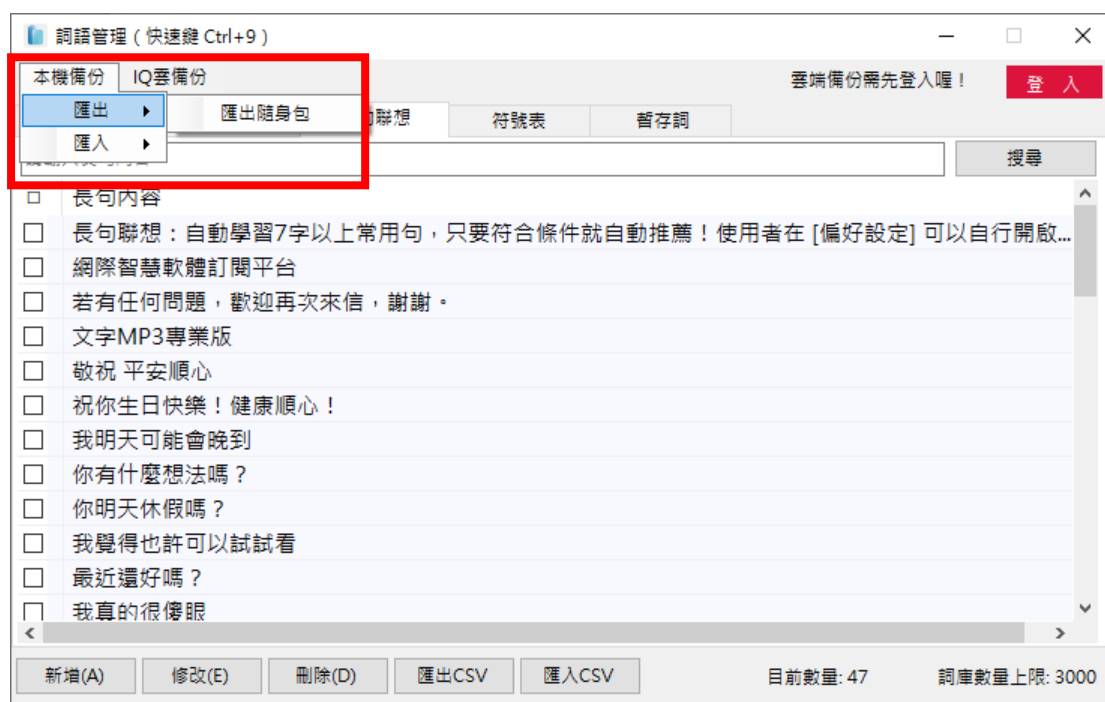 詞語管理（快速鍵 Ctrl+9）
本機備份 IQ雲備份 雲端備份需先登入喔！ 登 入
匯出 匯出隨身包 聯想 符號表 暫存詞
匯入 搜尋
長句內容
長句聯想：自動學習7字以上常用句，只要符合條件就自動推薦！使用者在 [偏好設定] 可以自行開啟...
網際智慧軟體訂閱平台
若有任何問題，歡迎再次來信，謝謝。
文字MP3專業版
敬祝 平安順心
祝你生日快樂！健康順心！
我明天可能會晚到
你有什麼想法嗎？
你明天休假嗎？
我覺得也許可以試試看
最近還好嗎？
我真的很傻眼
新增(A) 修改(E) 刪除(D) 匯出CSV 匯入CSV 目前數量: 47 詞庫數量上限: 3000